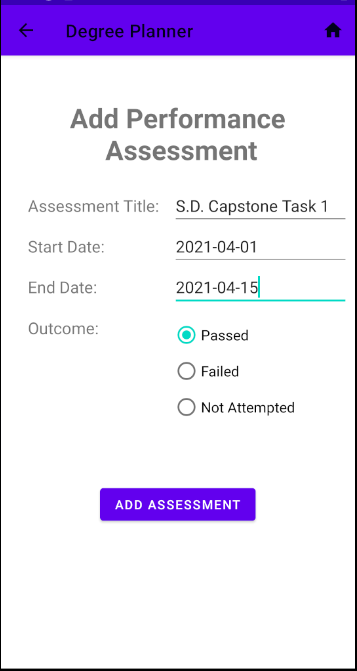 Degree Planner
Add Performance
Assessment
Assessment Title: S.D. Capstone Task 1
Start Date: 2021-04-01
End Date: 2021-04-15
Outcome: Passed
Failed
Not Attempted
ADD ASSESSMENT